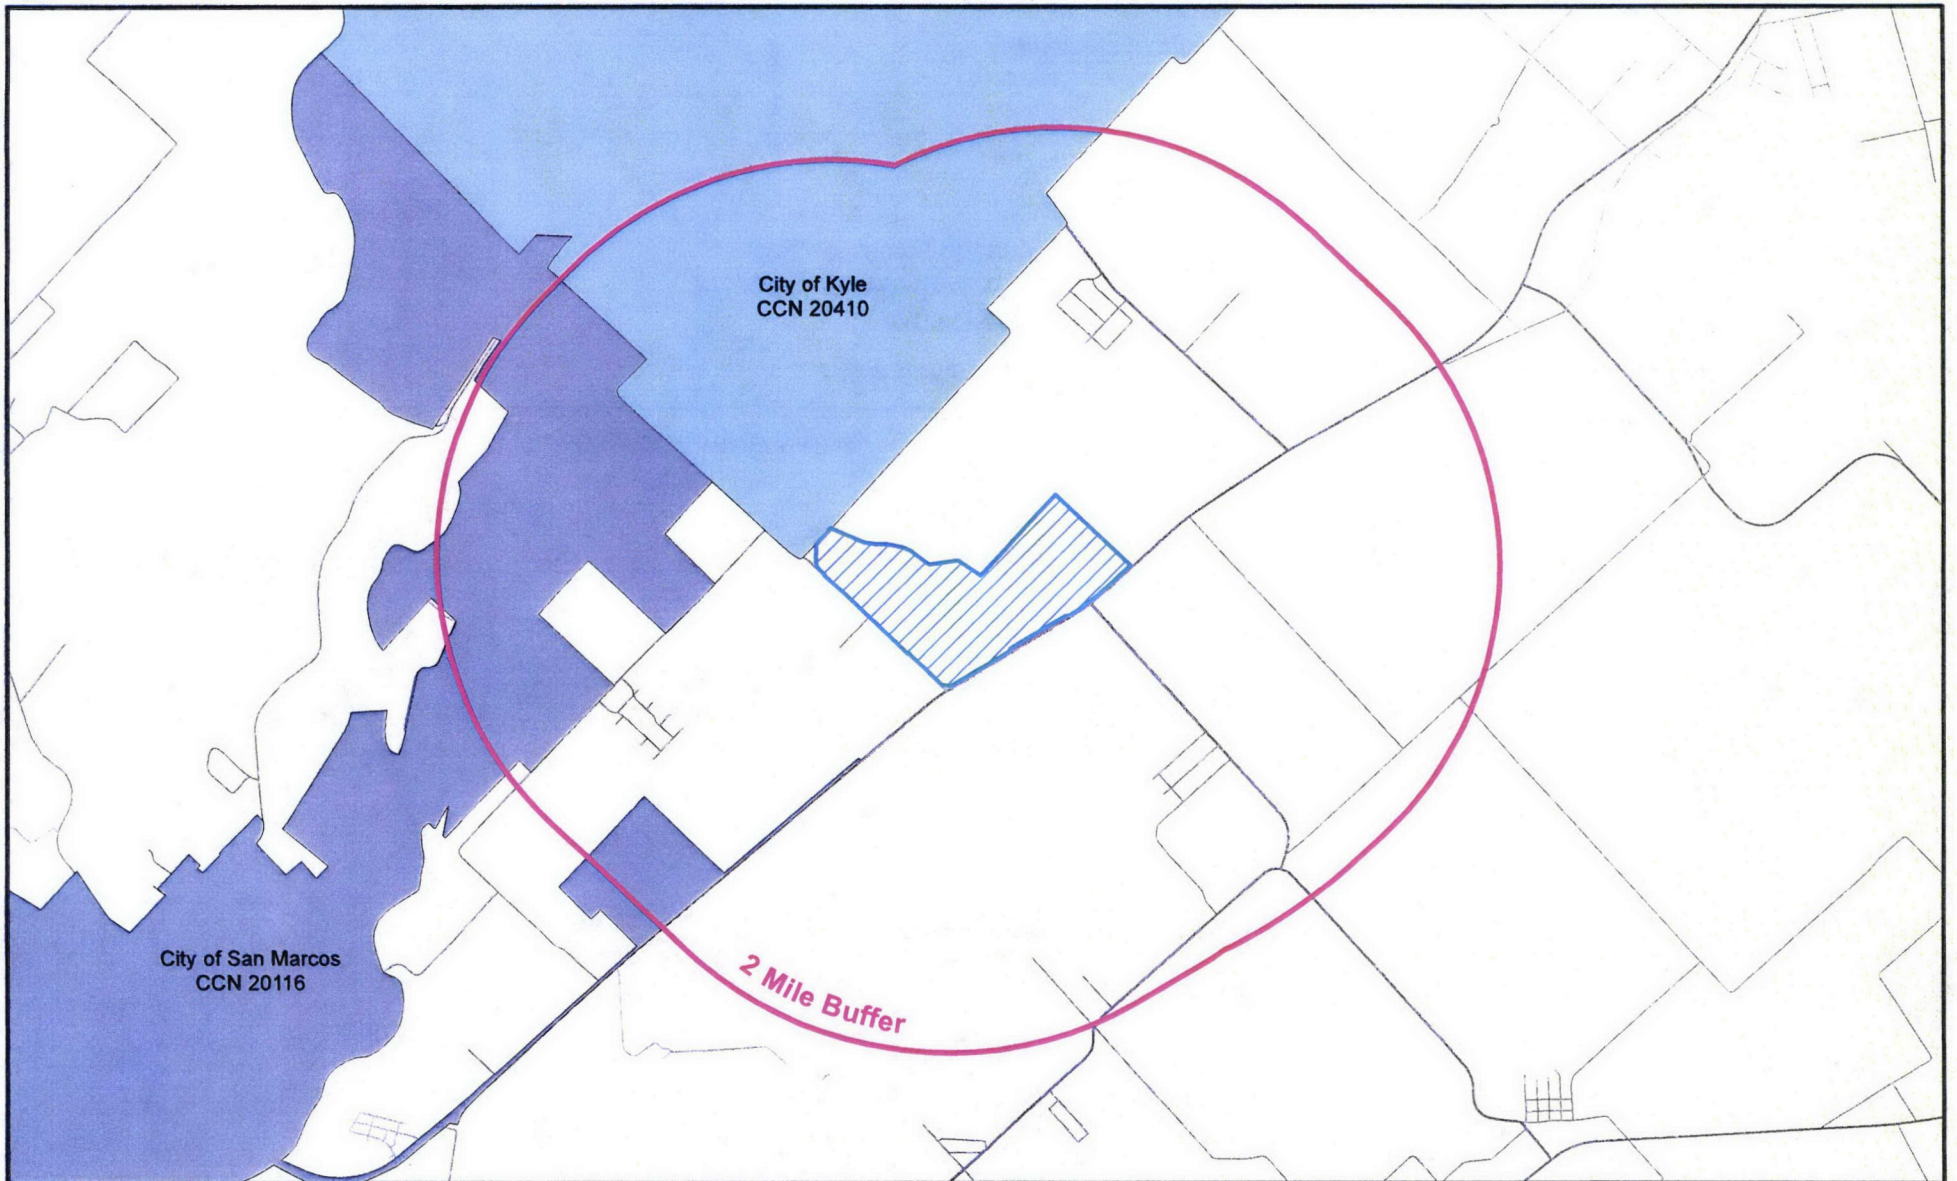 City of Kyle
CCN 20410
City of San Marcos
CCN 20116
2 Mile Buffer